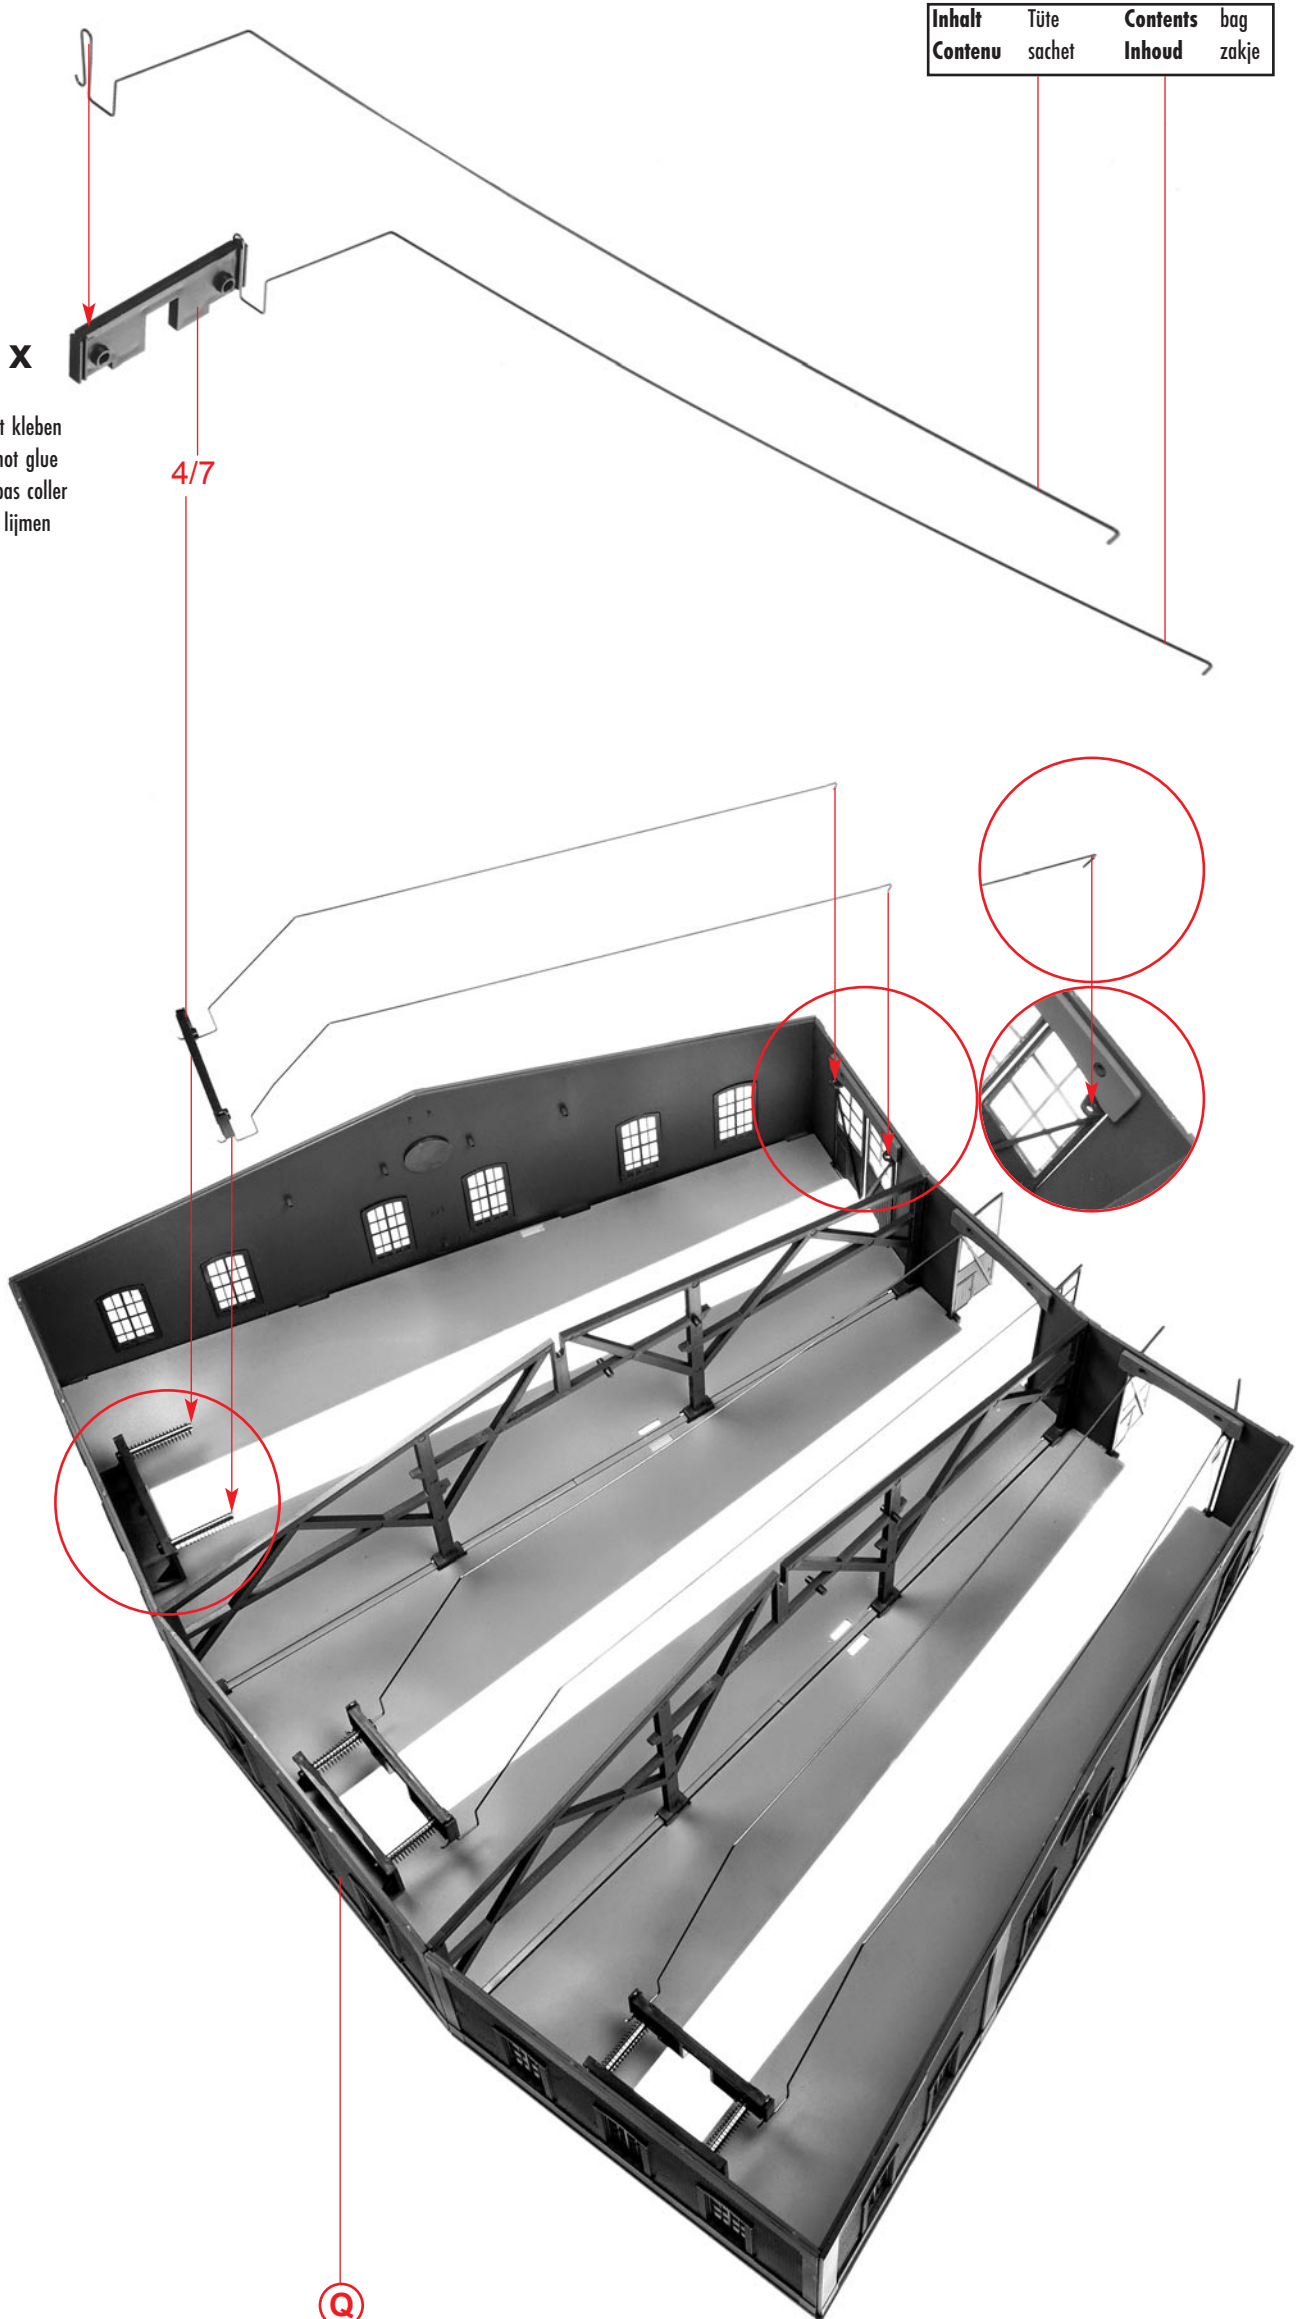 Inhalt Tüte Contents bag
Contenu sachet Inhoud zakje
x
t kleben
not glue
pas coller
lijmen
4/7
Q